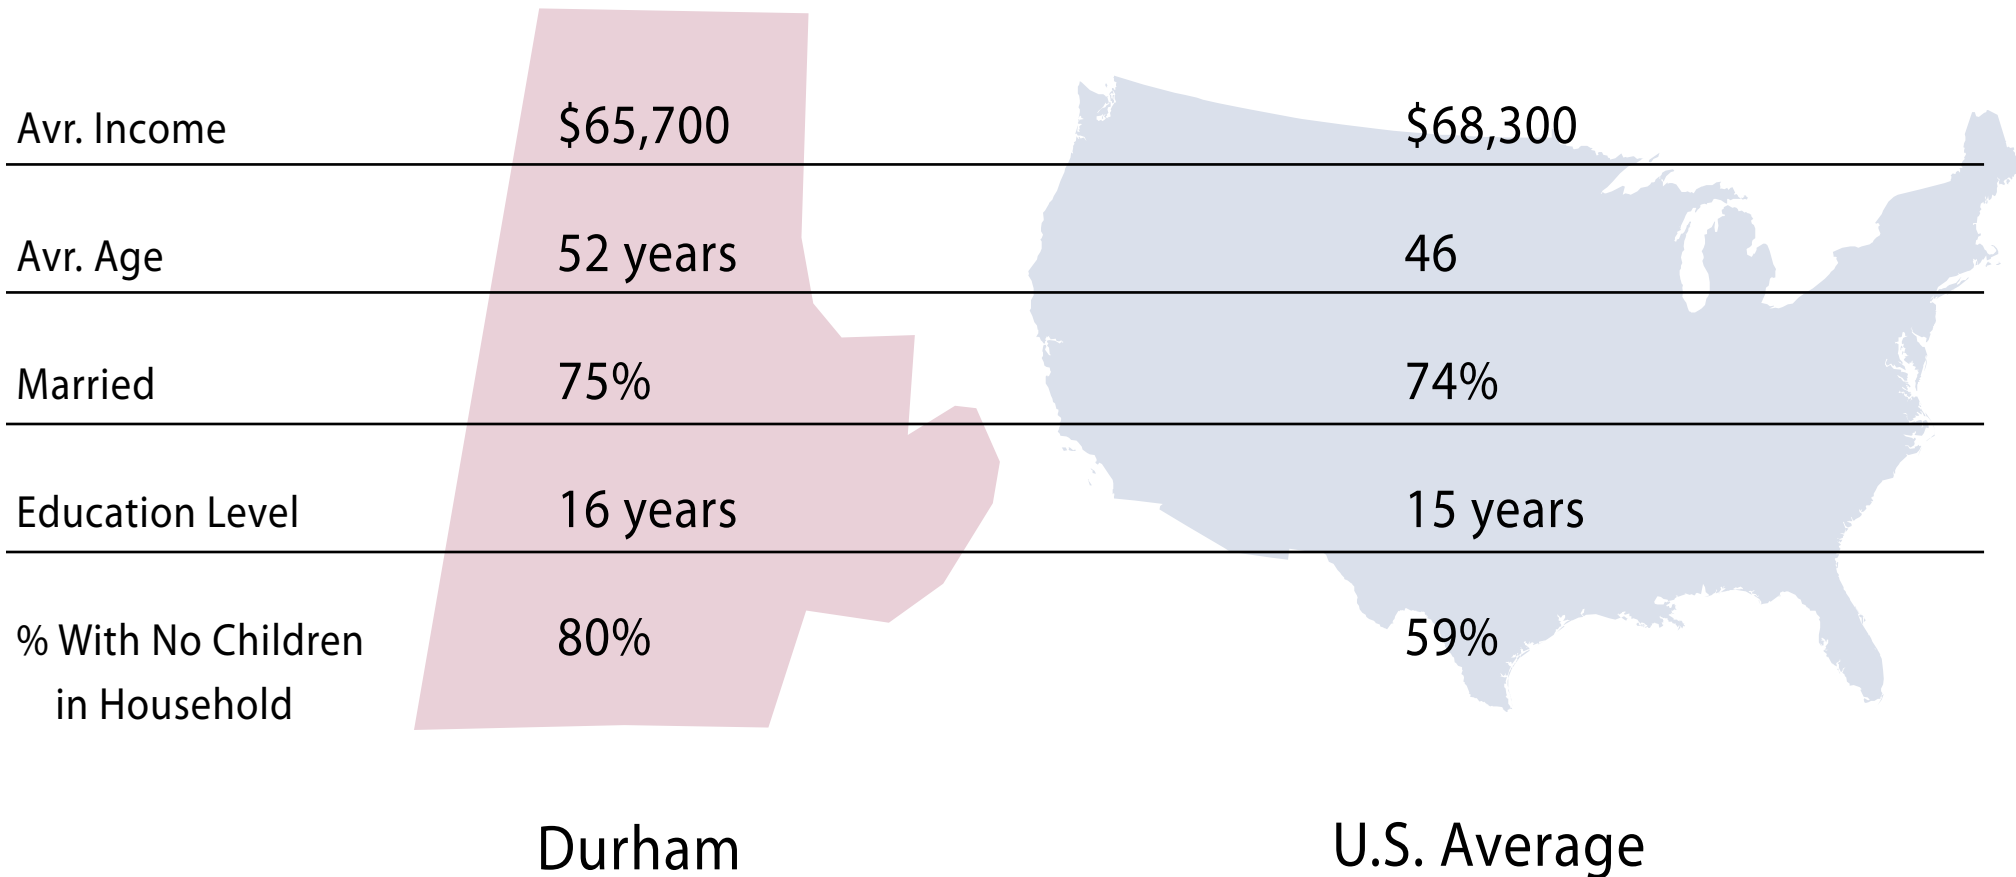 Avr. Income $65,700 $68,300
Avr. Age 52 years 46
Married 75% 74%
Education Level 16 years 15 years
% With No Children 80% 59%
in Household
Durham U.S. Average